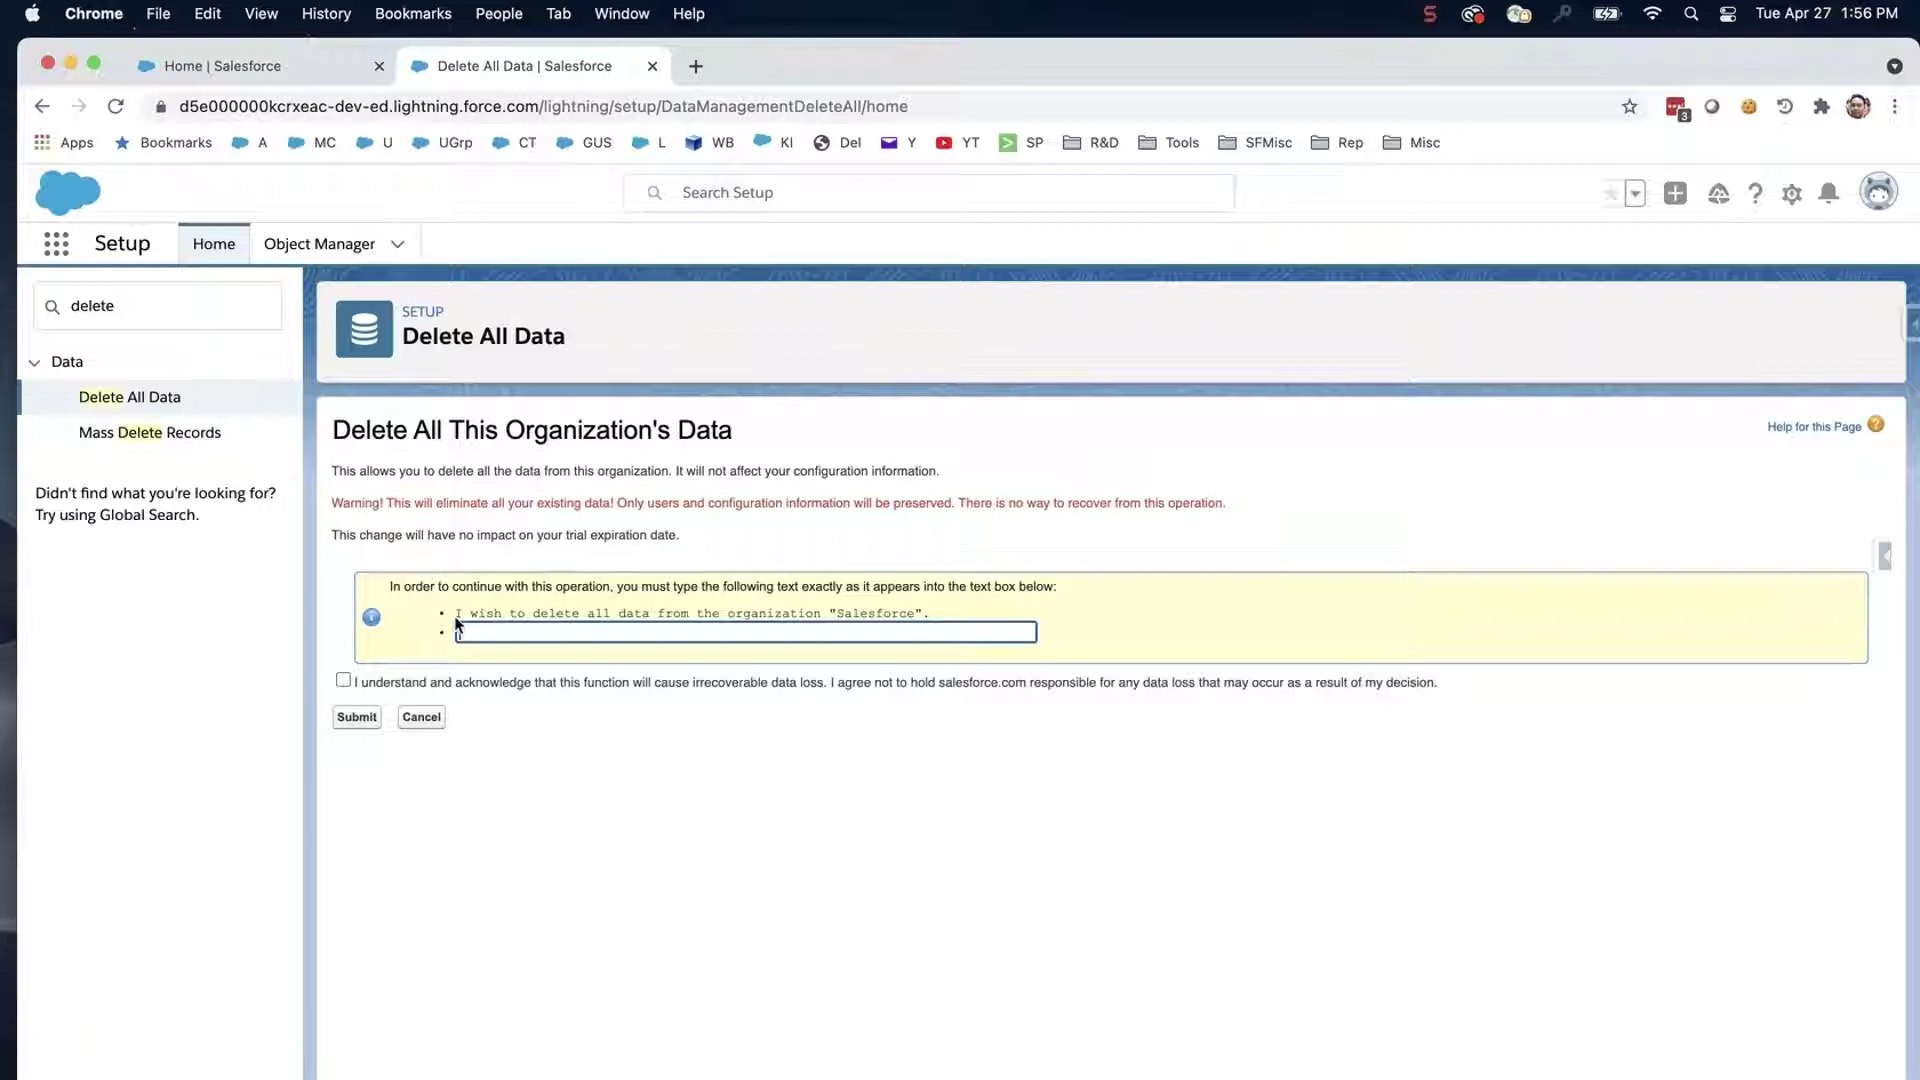 Chrome File Edit View History Bookmarks People Tab Window Help
S Tue Apr 27 1:56 PM
Home | Salesforce
Delete All Data | Salesforce
d5e000000kcrxeac-dev-ed.lightning.force.com/lightning/setup/DataManagementDeleteAll/home
3
Apps Bookmarks A MC U UGrp CT GUS L WB KI Del Y YT SP R&D Tools SFMisc Rep Misc
Search Setup
Setup Home Object Manager
delete
Data
Delete All Data
Mass Delete Records
Didn't find what you're looking for?
Try using Global Search.
SETUP
Delete All Data
Delete All This Organization's Data
Help for this Page
This allows you to delete all the data from this organization. It will not affect your configuration information.
Warning! This will eliminate all your existing data! Only users and configuration information will be preserved. There is no way to recover from this operation.
This change will have no impact on your trial expiration date.
In order to continue with this operation, you must type the following text exactly as it appears into the text box below:
• I wish to delete all data from the organization "Salesforce".
•
I understand and acknowledge that this function will cause irrecoverable data loss. I agree not to hold salesforce.com responsible for any data loss that may occur as a result of my decision.
Submit Cancel